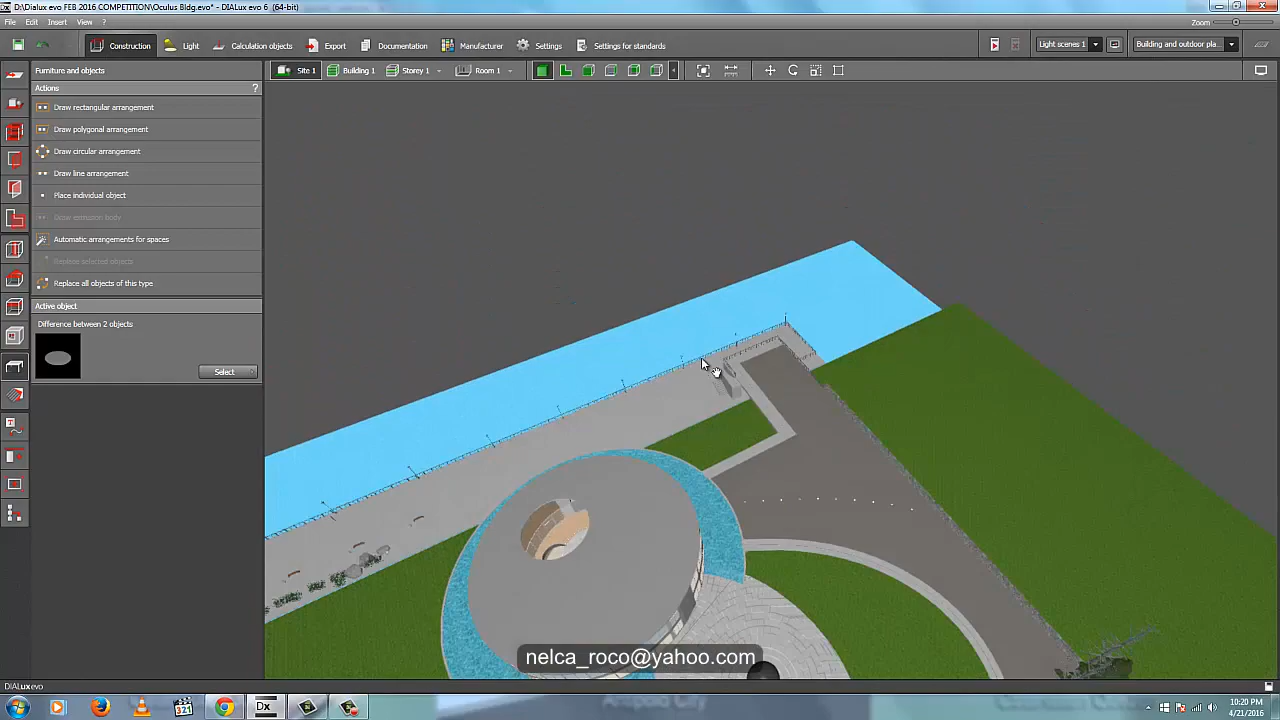 D:\Dialux evo FEB 2016 COMPETITION\Oculus Bldg.evo* - DIALux evo 6 (64-bit)
File Edit Insert View ?
Zoom
Construction Light Calculation objects Export Documentation Manufacturer Settings Settings for standards Light scenes 1 Building and outdoor pla...
Furniture and objects
Site 1 Building 1 Storey 1 Room 1
Actions ?
Draw rectangular arrangement
Draw polygonal arrangement
Draw circular arrangement
Draw line arrangement
Place individual object
Draw emission body
Automatic arrangements for spaces
Replace selected objects
Replace all objects of this type
Active object
Difference between 2 objects
Select
nelca_roco@yahoo.com
DIALux evo
Dx
321
10:20 PM
4/21/2016